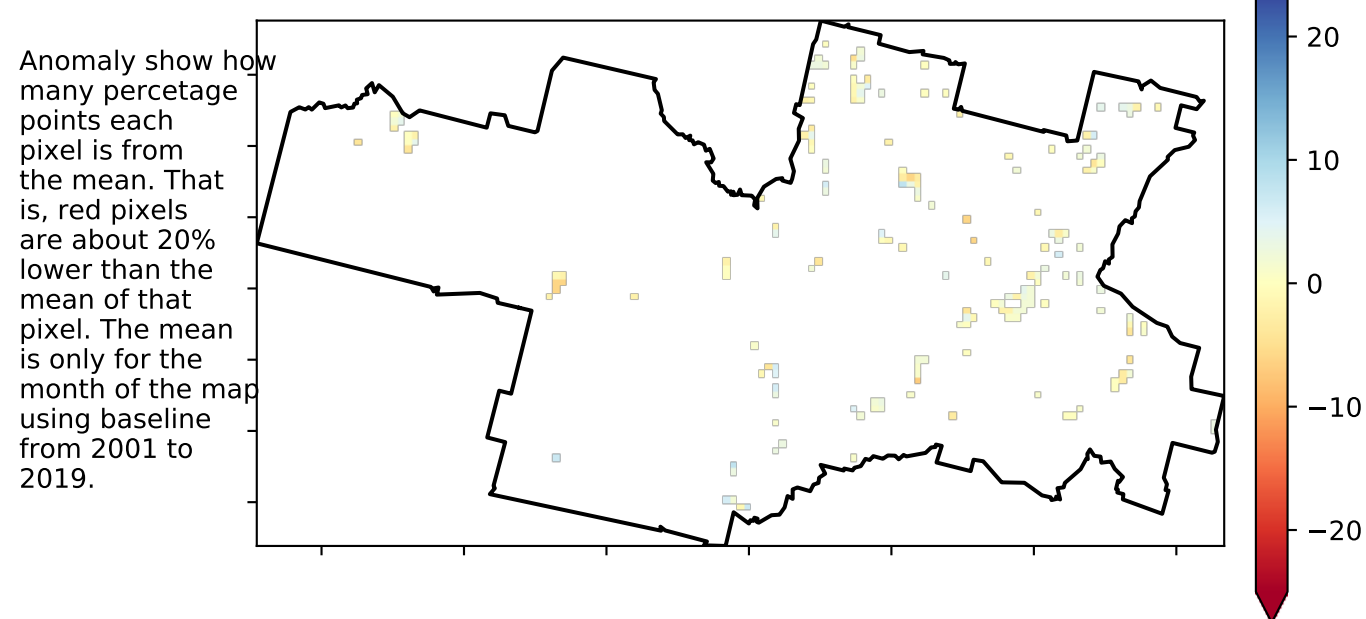 Anomaly show how
many percetage
points each
pixel is from
the mean. That
is, red pixels
are about 20%
lower than the
mean of that
pixel. The mean
is only for the
month of the map
using baseline
from 2001 to
2019.
20
10
0
−10
−20